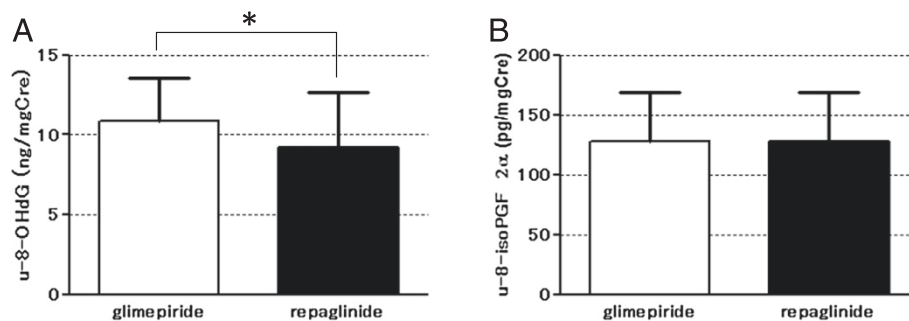 A
*
u-8-OHdG (ng/mgCre)
15
10
5
0
glimepiride repaglinide
B
u-8-isoPGF 2α (pg/mgCre)
200
150
100
50
0
glimepiride repaglinide